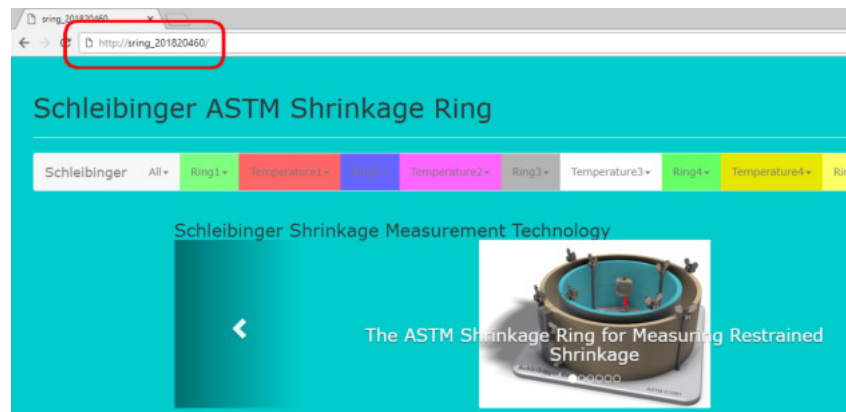 sring_201820460
http://sring_201820460/
Schleibinger ASTM Shrinkage Ring
Schleibinger All Ring1 Temperature1 Temperature2 Ring3 Temperature3 Ring4 Temperature4
Schleibinger Shrinkage Measurement Technology
The ASTM Shrinkage Ring for Measuring Restrained
Shrinkage